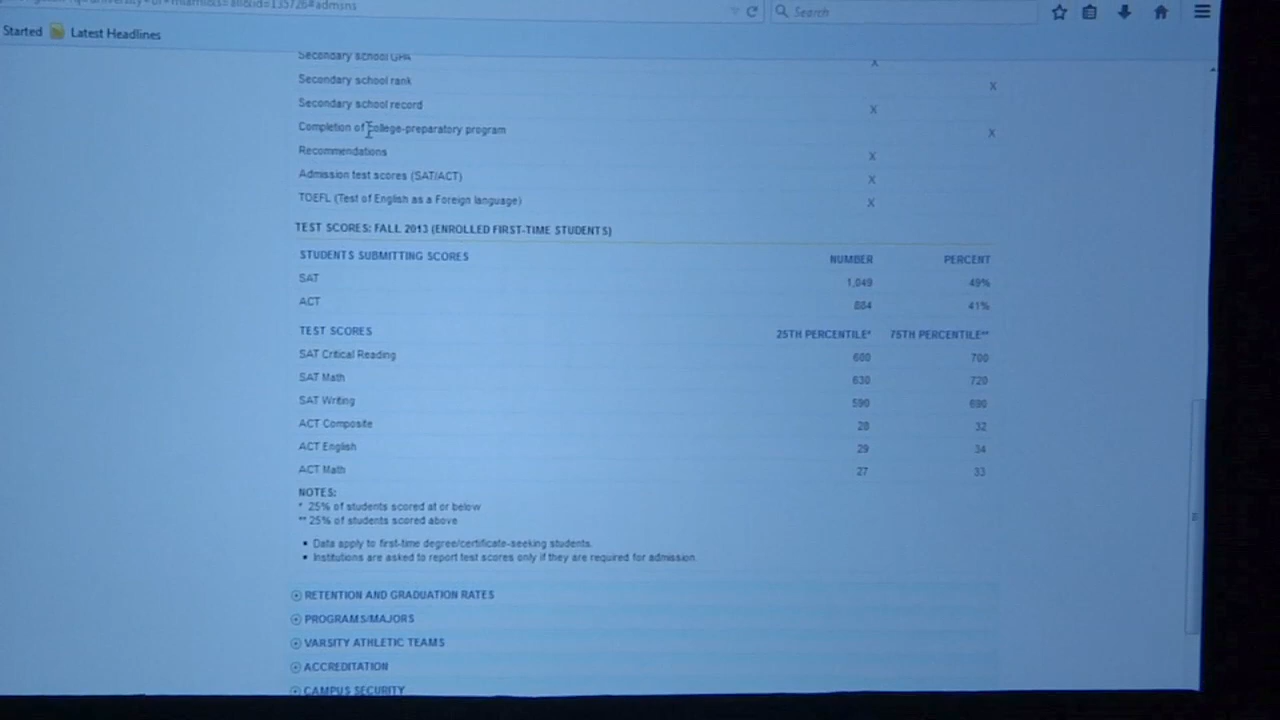 Search
Started Latest Headlines
Secondary school GPA X
Secondary school rank X
Secondary school record X
Completion of college-preparatory program X
Recommendations X
Admission test scores (SAT/ACT) X
TOEFL (Test of English as a Foreign language) X
TEST SCORES: FALL 2013 (ENROLLED FIRST-TIME STUDENTS)
STUDENTS SUBMITTING SCORES NUMBER PERCENT
SAT 1,049 49%
ACT 884 41%
TEST SCORES 25TH PERCENTILE* 75TH PERCENTILE**
SAT Critical Reading 600 700
SAT Math 630 720
SAT Writing 590 690
ACT Composite 28 32
ACT English 29 34
ACT Math 27 33
NOTES:
* 25% of students scored at or below
** 25% of students scored above
▪ Data apply to first-time degree/certificate-seeking students.
▪ Institutions are asked to report test scores only if they are required for admission.
RETENTION AND GRADUATION RATES
PROGRAMS/MAJORS
VARSITY ATHLETIC TEAMS
ACCREDITATION
CAMPUS SECURITY